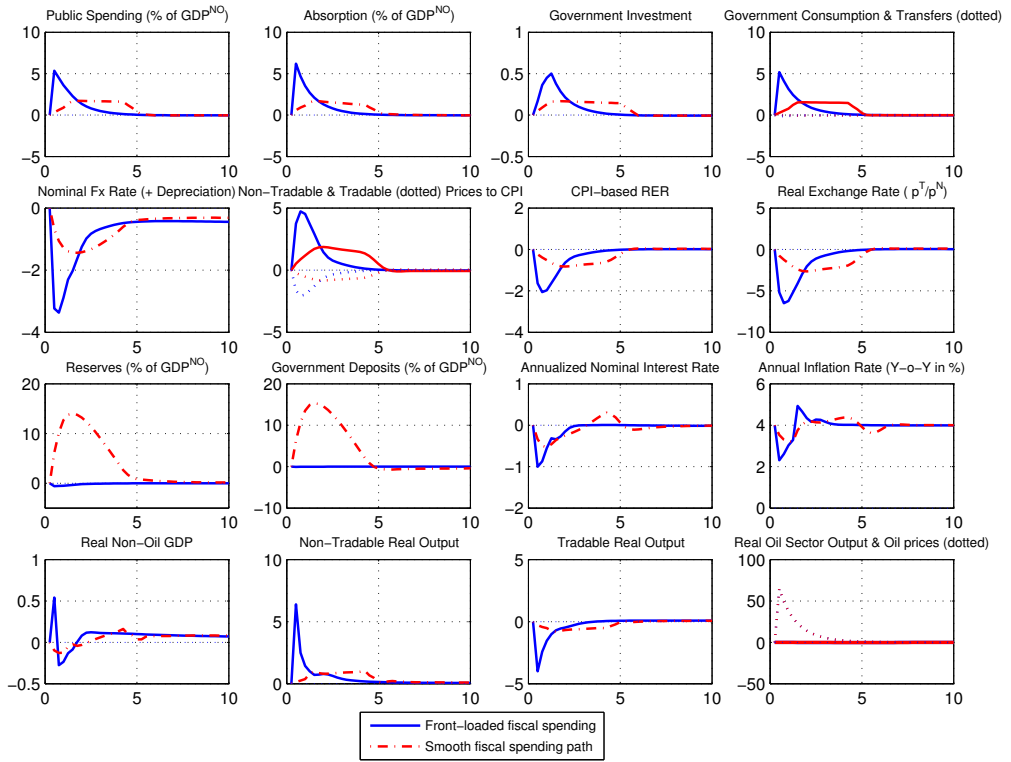 Public Spending (% of GDP^NO)
Absorption (% of GDP^NO)
Government Investment
Government Consumption & Transfers (dotted)
10
5
0
−5
0 5 10
10
5
0
−5
0 5 10
1
0.5
0
−0.5
0 5 10
10
5
0
−5
0 5 10
Nominal Fx Rate (+ Depreciation)
Non−Tradable & Tradable (dotted) Prices to CPI
CPI−based RER
Real Exchange Rate ( p^T/p^N)
0
−2
−4
0 5 10
5
0
−5
0 5 10
2
0
−2
−4
0 5 10
5
0
−5
−10
0 5 10
Reserves (% of GDP^NO)
Government Deposits (% of GDP^NO)
Annualized Nominal Interest Rate
Annual Inflation Rate (Y−o−Y in %)
20
10
0
0 5 10
20
10
0
−10
0 5 10
1
0
−1
−2
0 5 10
6
4
2
0
0 5 10
Real Non−Oil GDP
Non−Tradable Real Output
Tradable Real Output
Real Oil Sector Output & Oil prices (dotted)
1
0.5
0
−0.5
0 5 10
10
5
0
0 5 10
5
0
−5
0 5 10
100
50
0
−50
0 5 10
Front−loaded fiscal spending
Smooth fiscal spending path